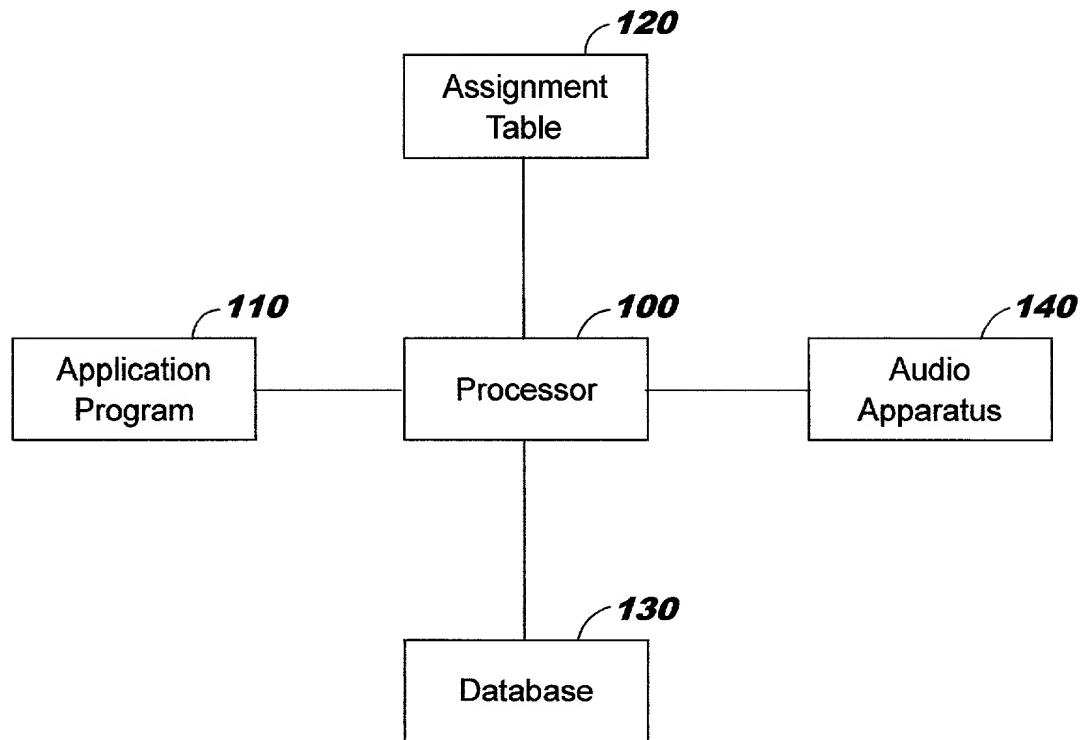 120
Assignment
Table
110
100
140
Application
Program
Processor
Audio
Apparatus
130
Database